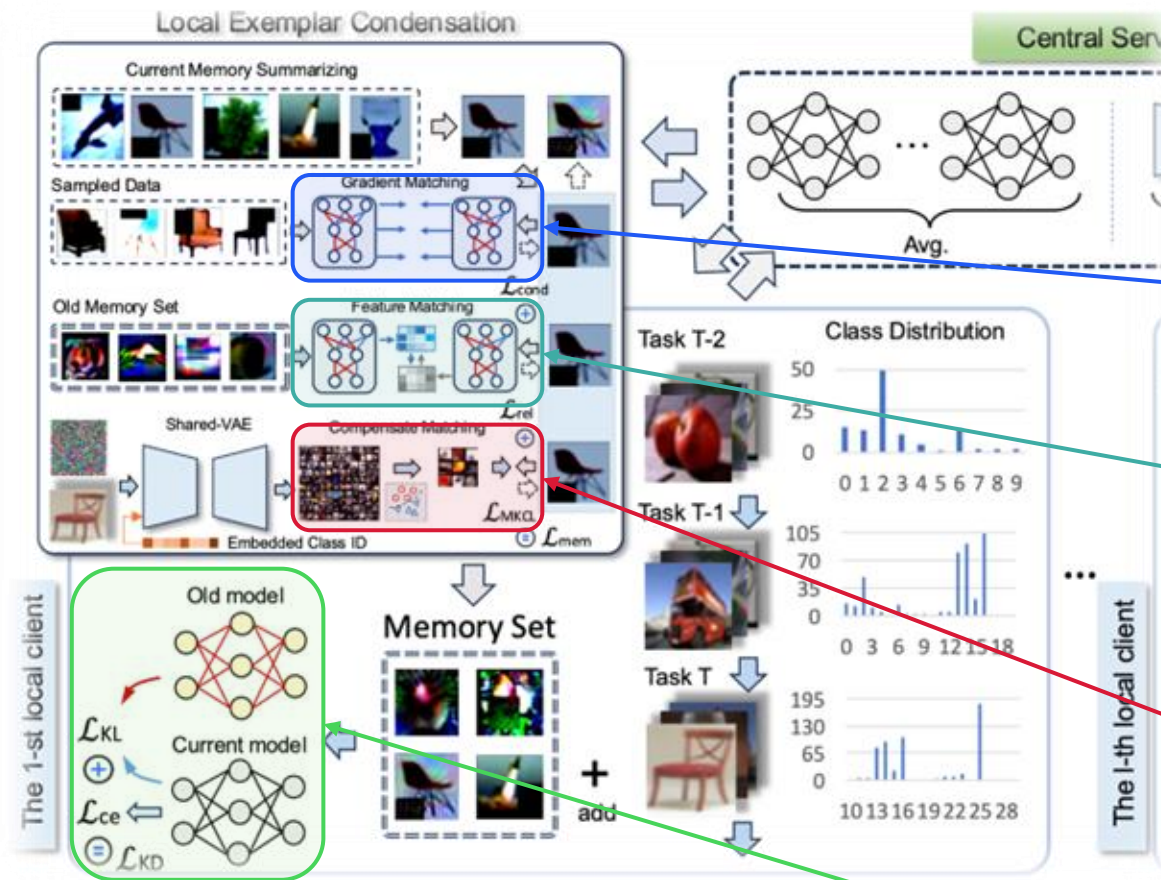 Local Exemplar Condensation
Central Serv
Current Memory Summarizing
Sampled Data
Gradient Matching
Avg.
ℒcond
Old Memory Set
Feature Matching
ℒrel
Shared-VAE
Compensate Matching
ℒMKCL
Embedded Class ID
ℒmem
Task T-2
Class Distribution
50
25
0
0 1 2 3 4 5 6 7 8 9
Task T-1
105
70
35
0
0 3 6 9 12 15 18
Task T
195
130
65
0
10 13 16 19 22 25 28
...
The 1-st local client
Old model
ℒKL
+
Current model
ℒce
=
ℒKD
Memory Set
+
add
The I-th local client